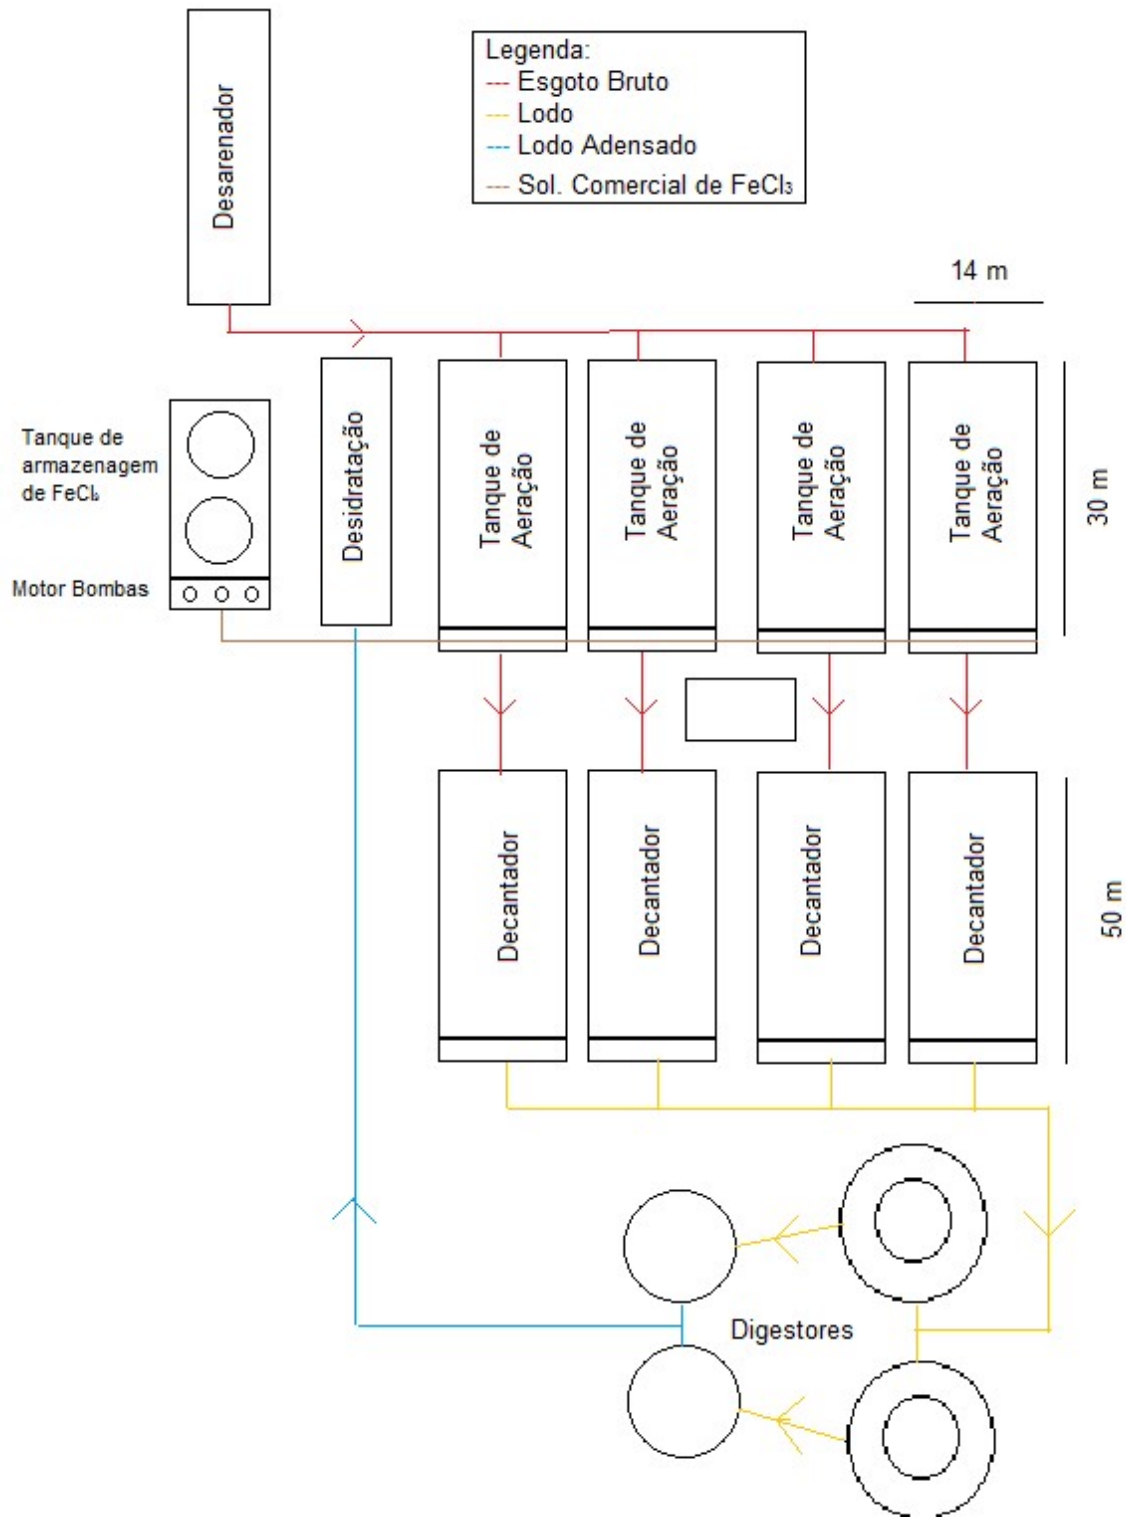 Desarenador
Legenda:
--- Esgoto Bruto
--- Lodo
--- Lodo Adensado
--- Sol. Comercial de FeCl₃
14 m
Tanque de
armazenagem
de FeCl₃
Motor Bombas
Desidratação
Tanque de
Aeração
Tanque de
Aeração
Tanque de
Aeração
Tanque de
Aeração
30 m
Decantador
Decantador
Decantador
Decantador
50 m
Digestores